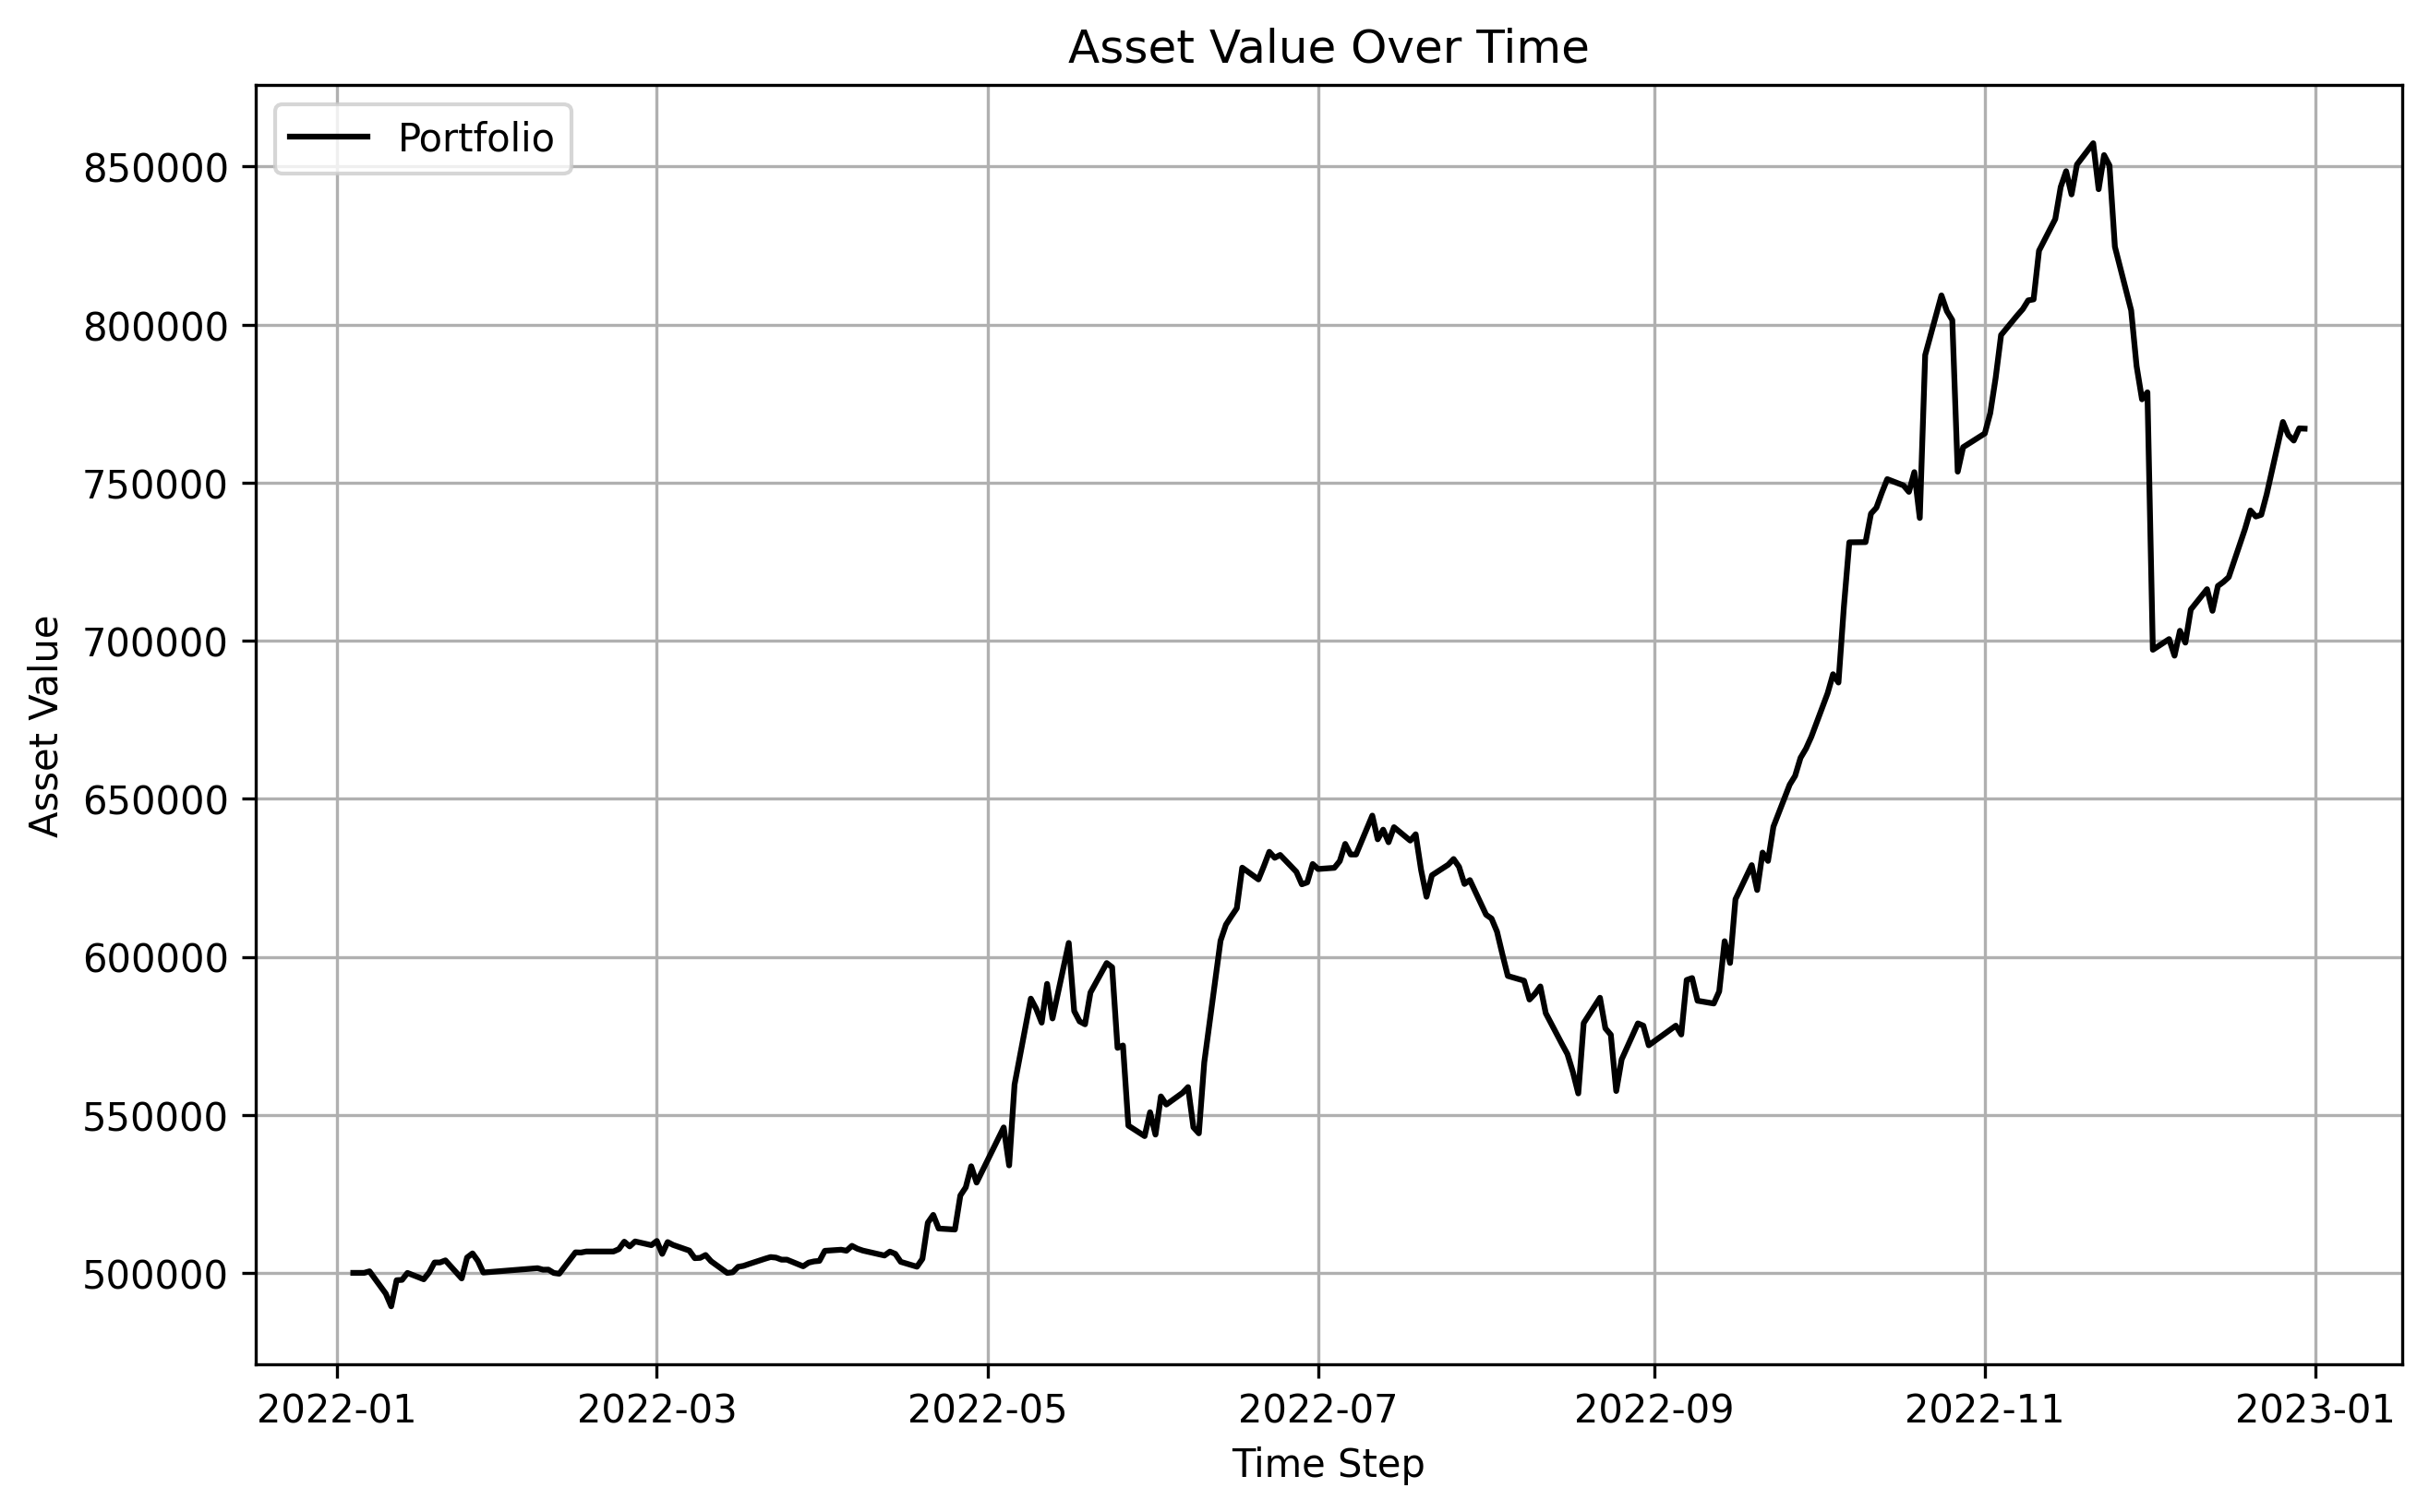 Asset Value Over Time
Portfolio
850000
800000
750000
700000
650000
600000
550000
500000
Asset Value
2022-01 2022-03 2022-05 2022-07 2022-09 2022-11 2023-01
Time Step